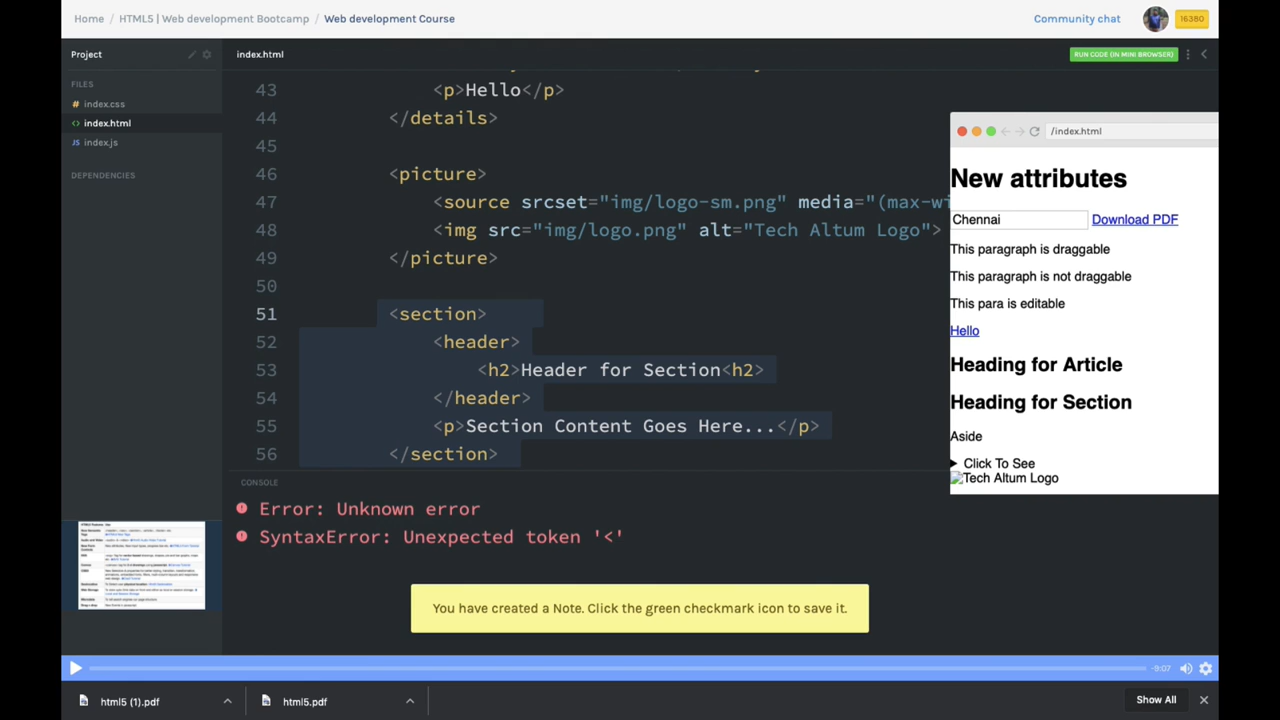 Home / HTML5 | Web development Bootcamp / Web development Course
Community chat
16380
Project
index.html
RUN CODE (IN MINI BROWSER)
FILES
# index.css
<> index.html
JS index.js
DEPENDENCIES
43 <p>Hello</p>
44 </details>
45
46 <picture>
47 <source srcset="img/logo-sm.png" media="(max-wi
48 <img src="img/logo.png" alt="Tech Altum Logo">
49 </picture>
50
51 <section>
52 <header>
53 <h2>Header for Section<h2>
54 </header>
55 <p>Section Content Goes Here...</p>
56 </section>
/index.html
New attributes
Chennai Download PDF
This paragraph is draggable
This paragraph is not draggable
This para is editable
Hello
Heading for Article
Heading for Section
Aside
Click To See
Tech Altum Logo
CONSOLE
Error: Unknown error
SyntaxError: Unexpected token '<'
You have created a Note. Click the green checkmark icon to save it.
-9:07
html5 (1).pdf
html5.pdf
Show All